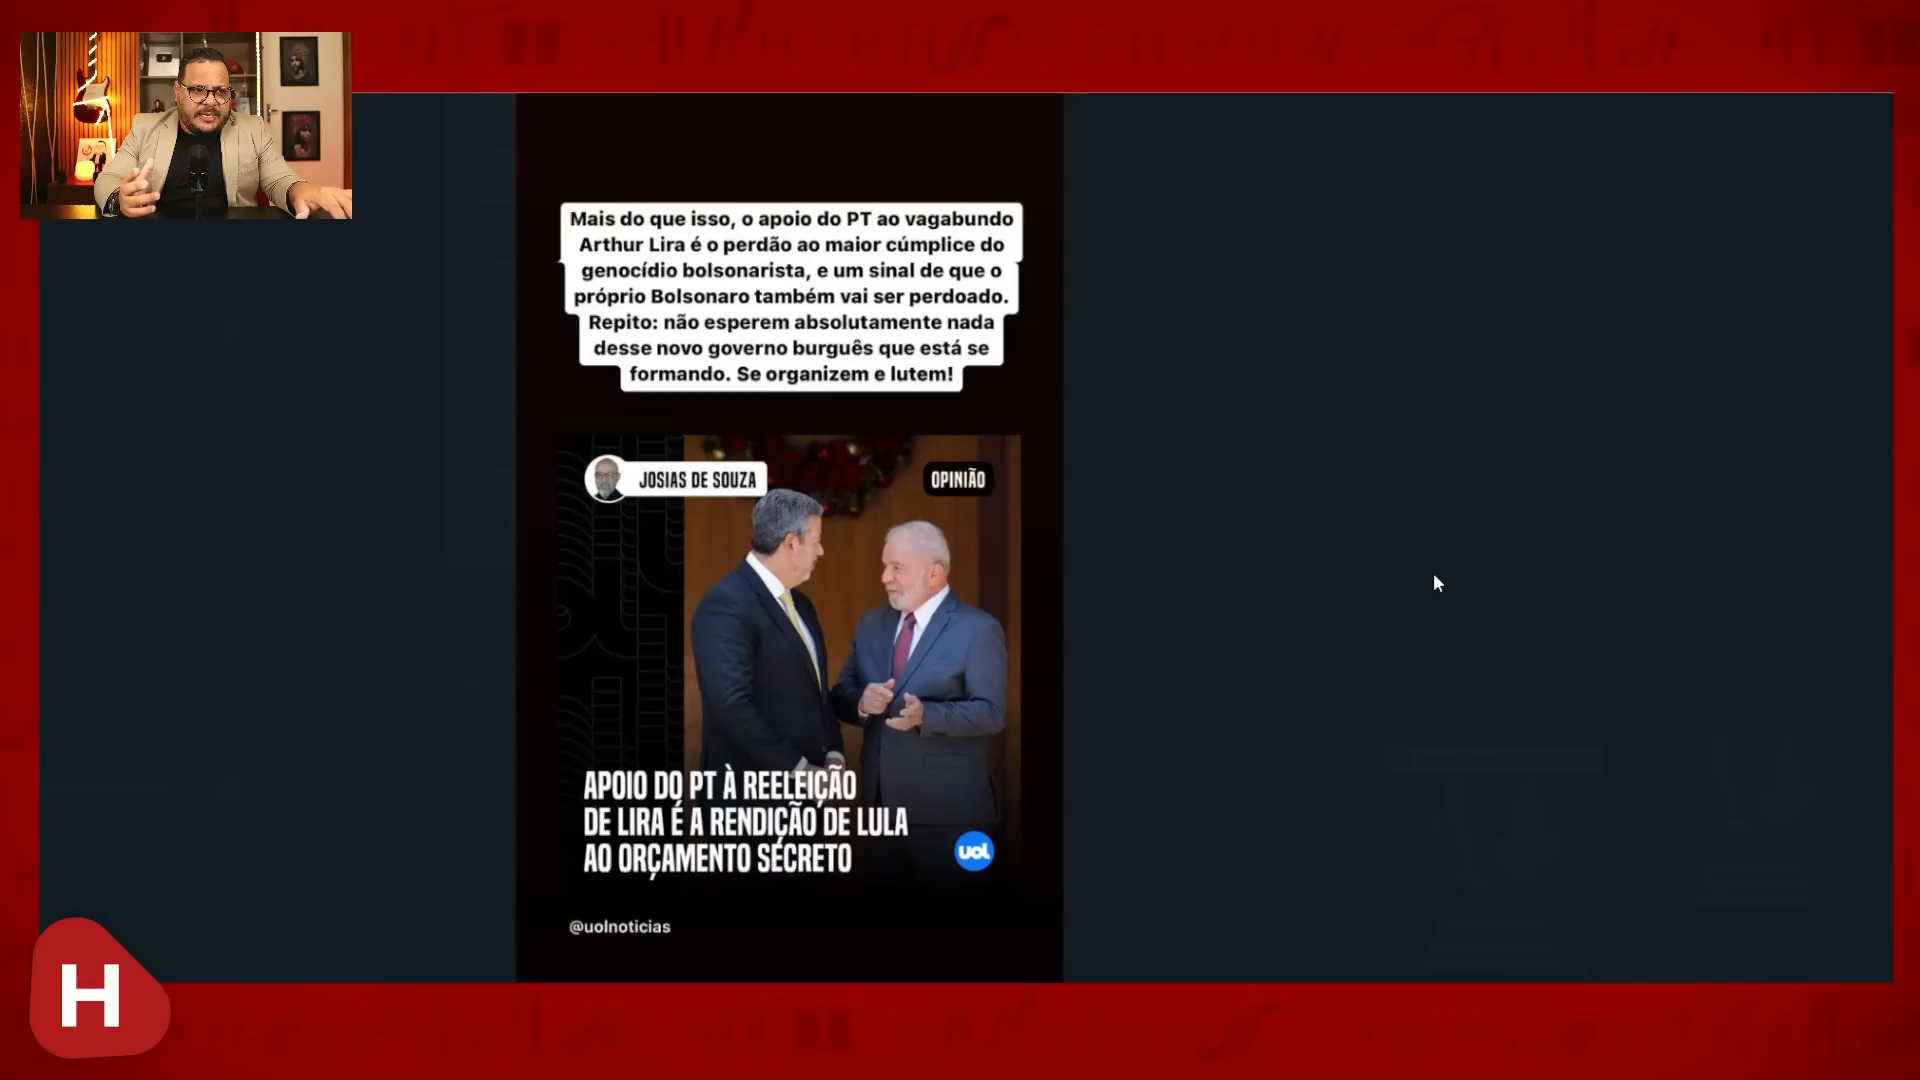 Mais do que isso, o apoio do PT ao vagabundo
Arthur Lira é o perdão ao maior cúmplice do
genocídio bolsonarista, e um sinal de que o
próprio Bolsonaro também vai ser perdoado.
Repito: não esperem absolutamente nada
desse novo governo burguês que está se
formando. Se organizem e lutem!
JOSIAS DE SOUZA
OPINIÃO
APOIO DO PT À REELEIÇÃO
DE LIRA É A RENDIÇÃO DE LULA
AO ORÇAMENTO SECRETO
uol
@uolnoticias
H